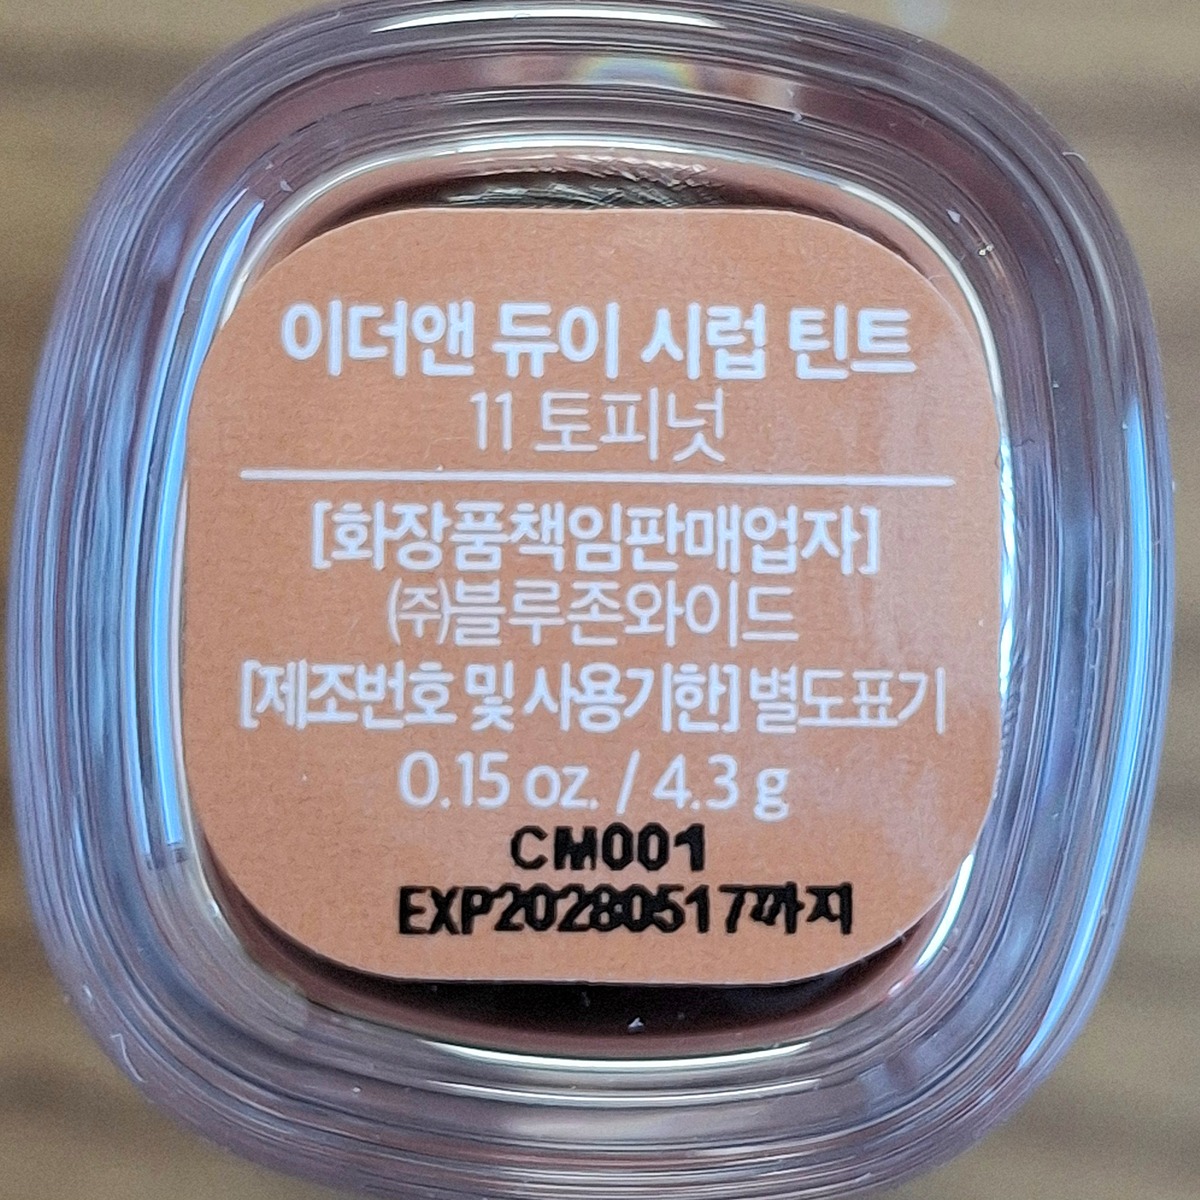 이더앤 듀이 시럽 틴트
11 토피넛
[화장품책임판매업자]
㈜블루존와이드
[제조번호 및 사용기한] 별도표기
0.15 oz. / 4.3 g
CM001
EXP20280517까지